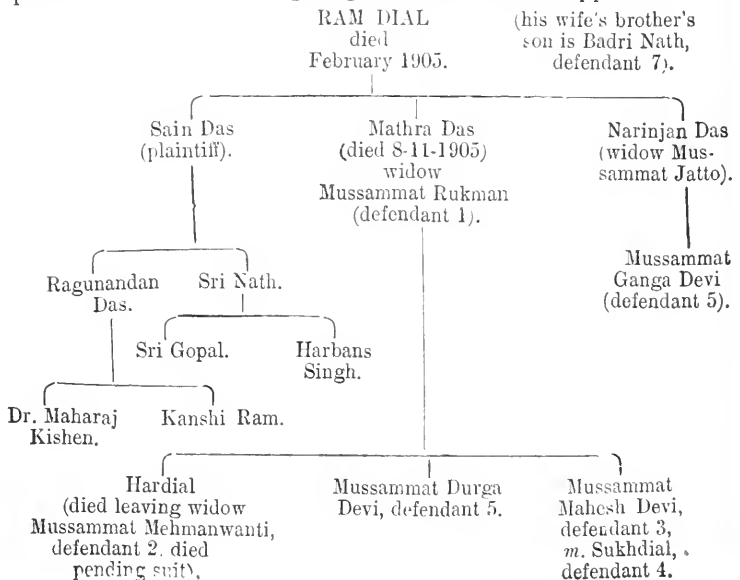 RAM DIAL
died
February 1905.
(his wife's brother's
son is Badri Nath,
defendant 7).
Sain Das
(plaintiff).
Mathra Das
(died 8-11-1905)
widow
Mussammat Rukman
(defendant 1).
Narinjan Das
(widow Mus-
sammat Jatto).
Mussammat
Ganga Devi
(defendant 5).
Ragunandan
Das.
Sri Nath.
Sri Gopal.
Harbans
Singh.
Dr. Maharaj
Kishen.
Kanshi Ram.
Hardial
(died leaving widow
Mussammat Mehmanwanti,
defendant 2. died
pending suit),
Mussammat Durga
Devi, defendant 5.
Mussammat
Mahesh Devi,
defendant 3,
m. Sukhdial,
defendant 4.